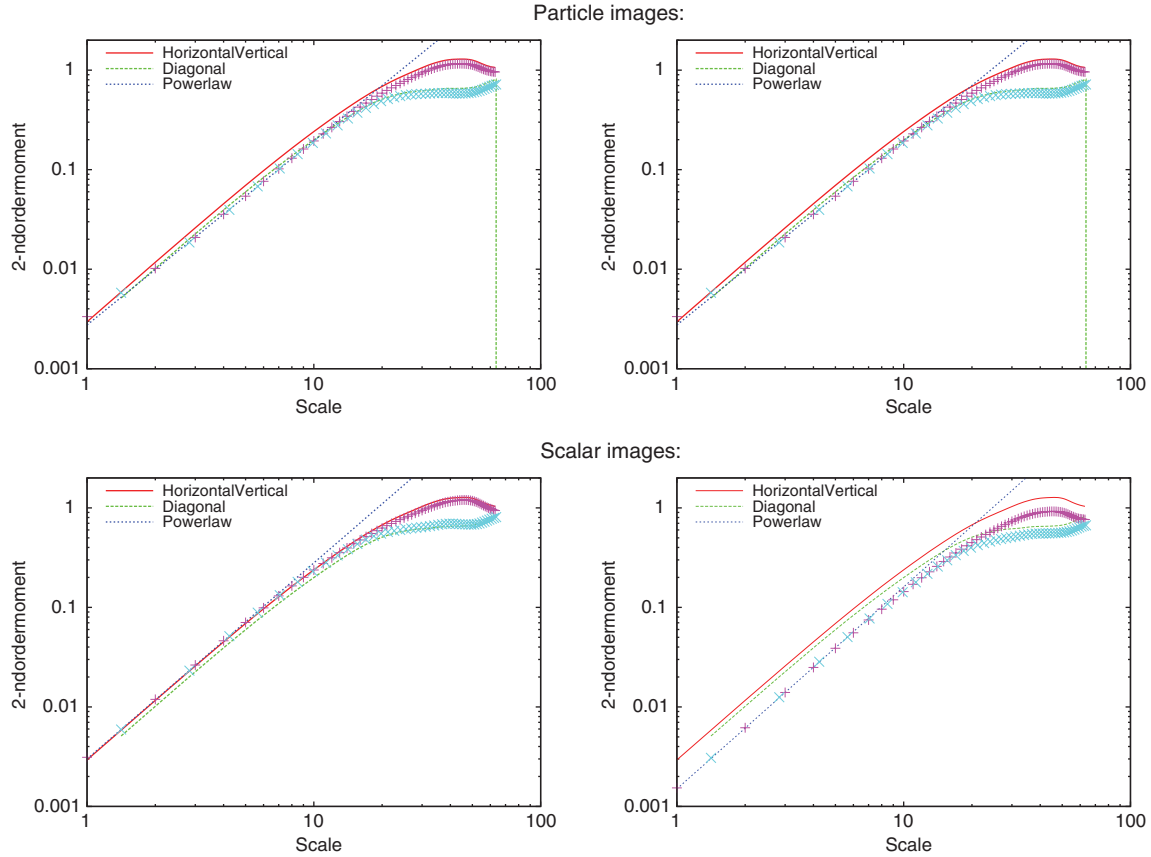 Particle images:
HorizontalVertical
Diagonal
Powerlaw
1
0.1
0.01
0.001
2-ndordermoment
1
10
100
Scale
HorizontalVertical
Diagonal
Powerlaw
1
0.1
0.01
0.001
2-ndordermoment
1
10
100
Scale
Scalar images:
HorizontalVertical
Diagonal
Powerlaw
1
0.1
0.01
0.001
2-ndordermoment
1
10
100
Scale
HorizontalVertical
Diagonal
Powerlaw
1
0.1
0.01
0.001
2-ndordermoment
1
10
100
Scale